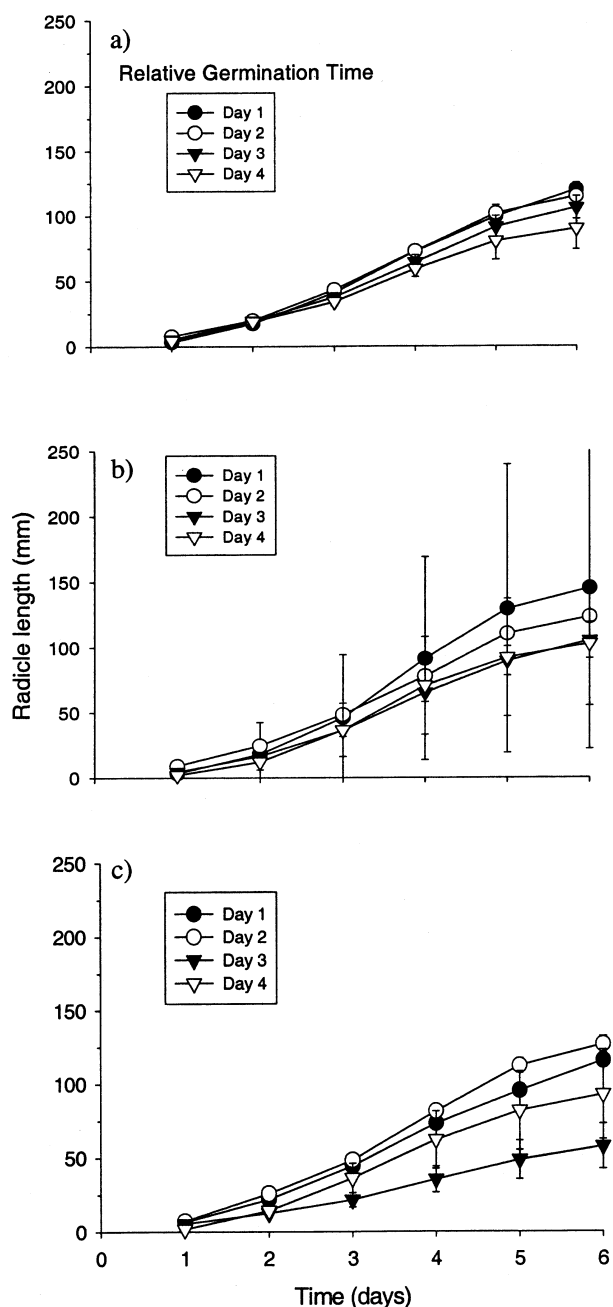 a)
Relative Germination Time
Day 1
Day 2
Day 3
Day 4
250
200
150
100
50
0
b)
Day 1
Day 2
Day 3
Day 4
250
200
150
100
50
0
Radicle length (mm)
c)
Day 1
Day 2
Day 3
Day 4
250
200
150
100
50
0
0 1 2 3 4 5 6
Time (days)